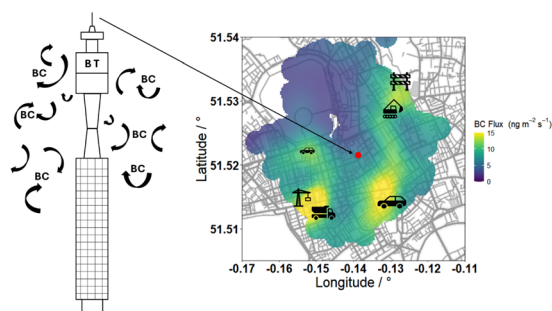 BT
BC
BC
BC
BC
BC
BC
51.54
51.53
51.52
51.51
Latitude / °
-0.17 -0.16 -0.15 -0.14 -0.13 -0.12 -0.11
Longitude / °
BC Flux (ng m⁻² s⁻¹)
15
10
5
0